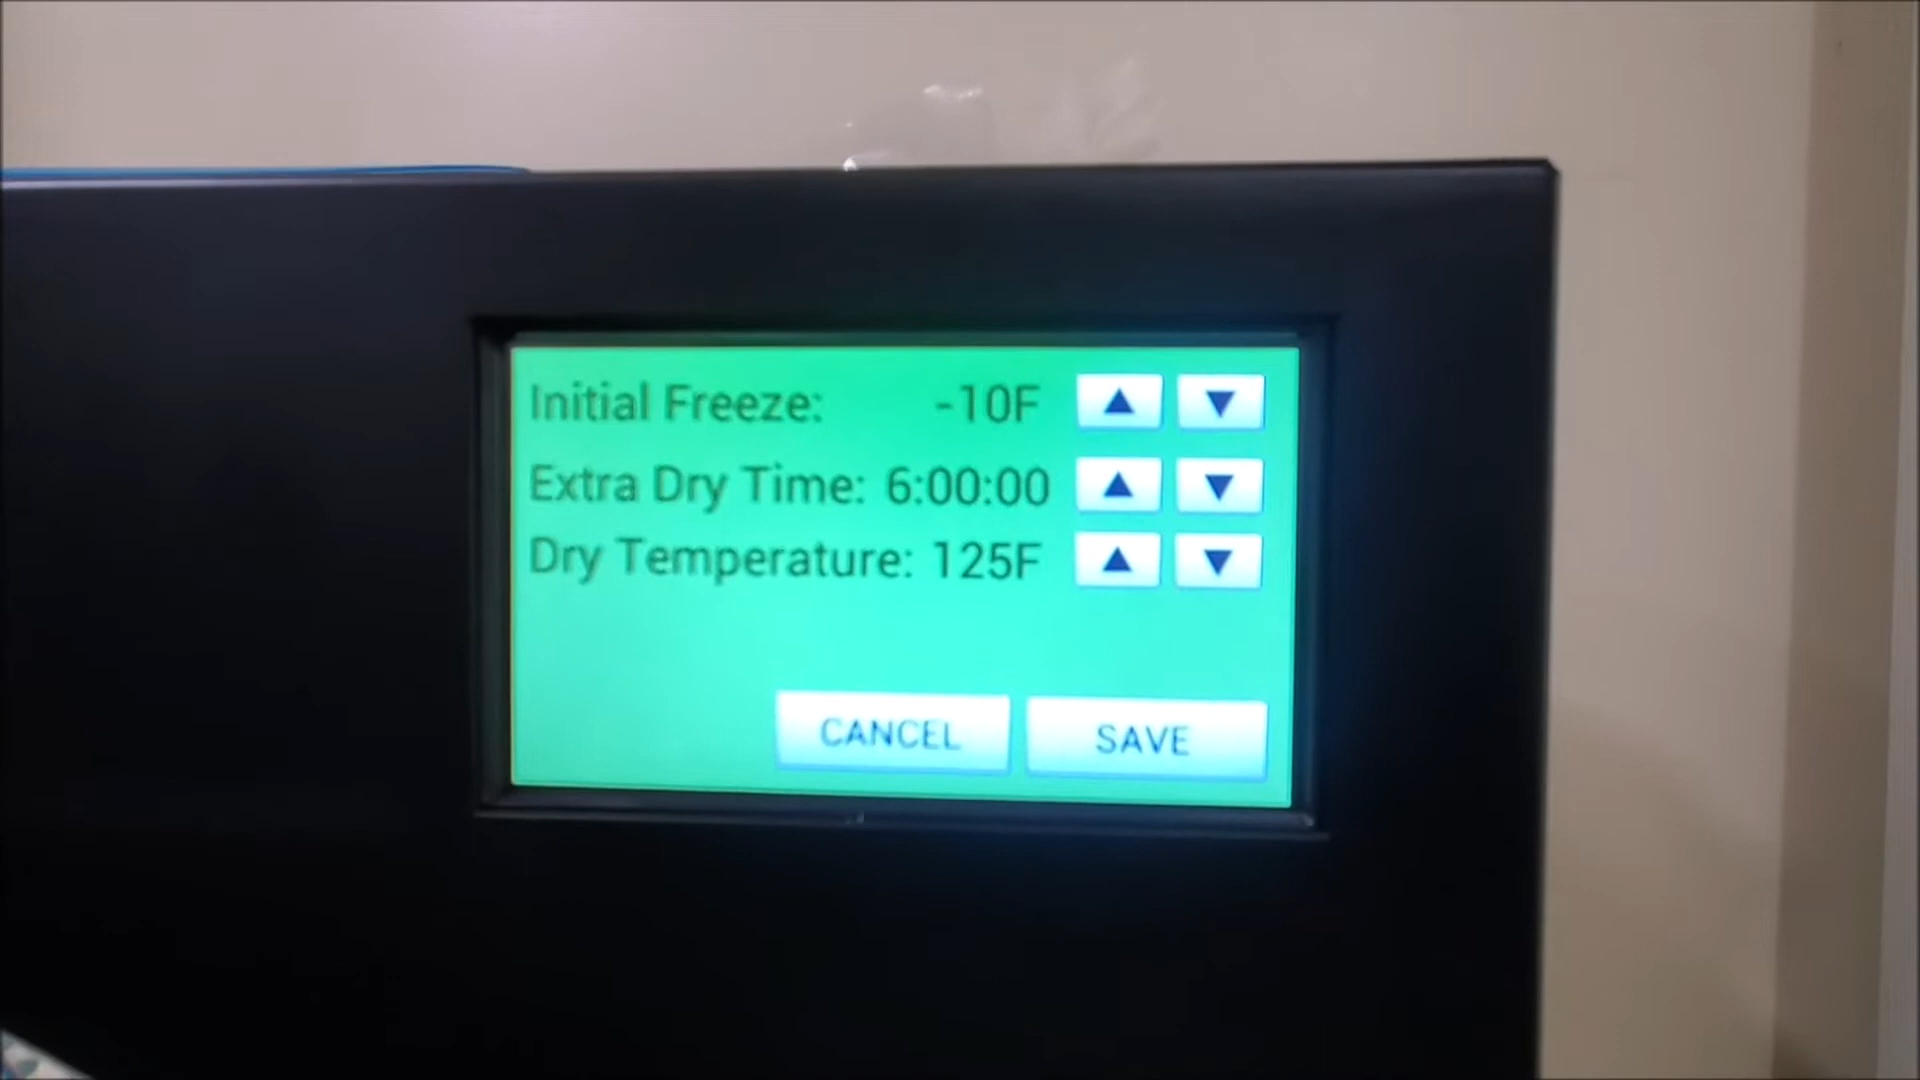 Initial Freeze: -10F ▲ ▼
Extra Dry Time: 6:00:00 ▲ ▼
Dry Temperature: 125F ▲ ▼
CANCEL SAVE